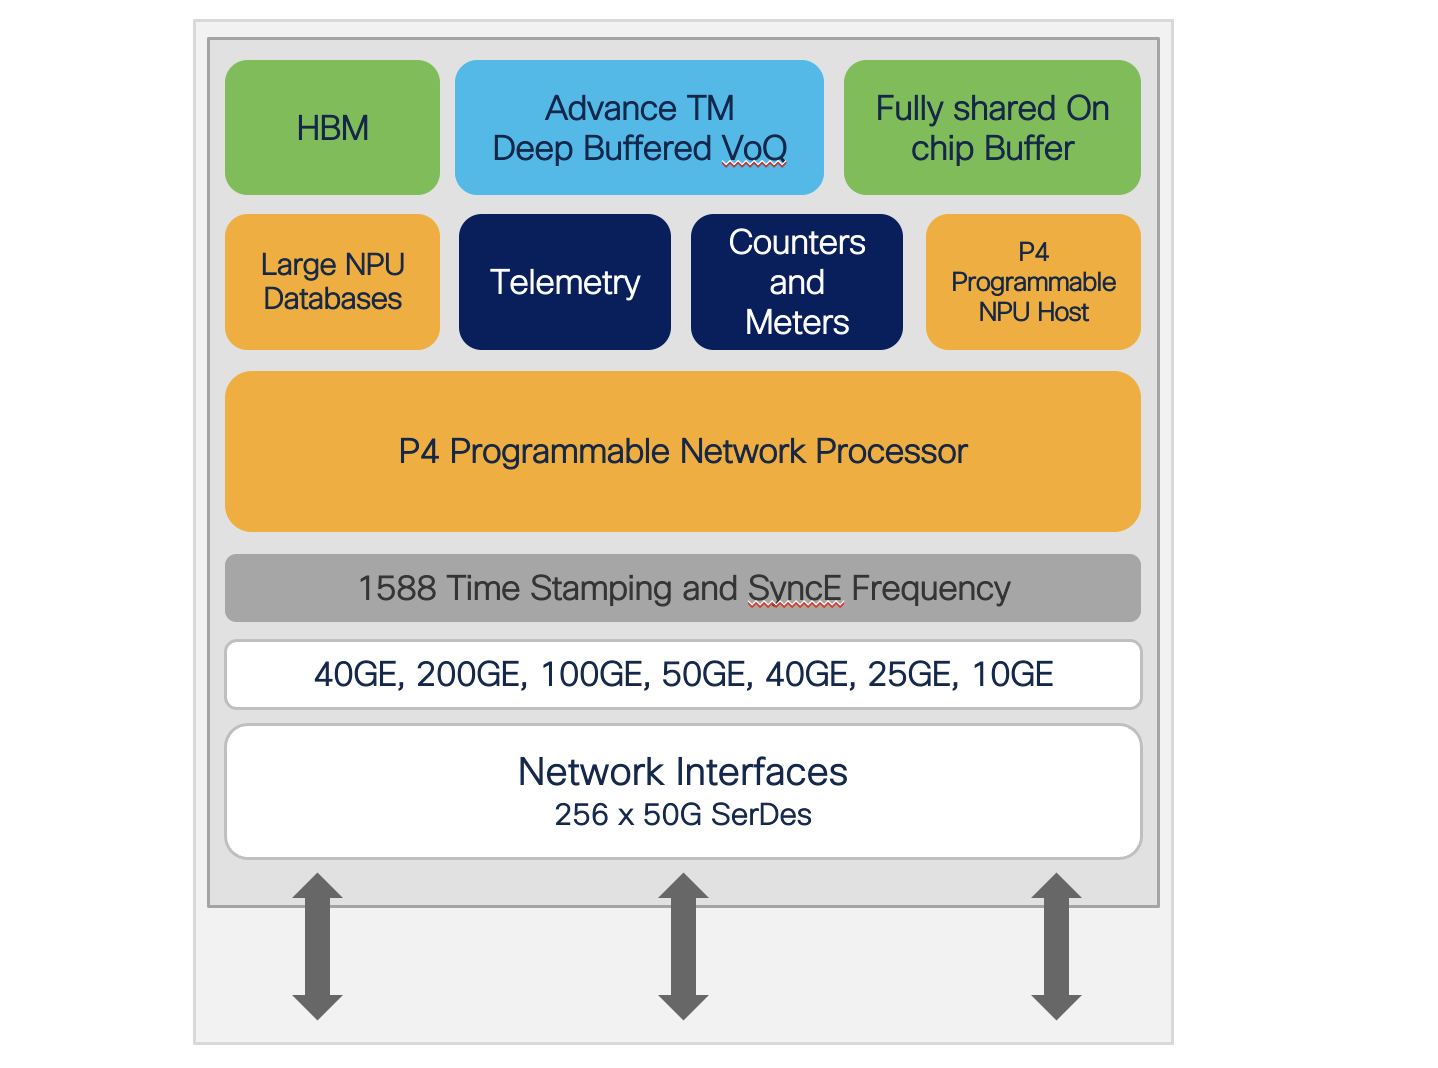 HBM
Advance TM
Deep Buffered VoQ
Fully shared On
chip Buffer
Large NPU
Databases
Telemetry
Counters
and
Meters
P4
Programmable
NPU Host
P4 Programmable Network Processor
1588 Time Stamping and SyncE Frequency
40GE, 200GE, 100GE, 50GE, 40GE, 25GE, 10GE
Network Interfaces
256 x 50G SerDes